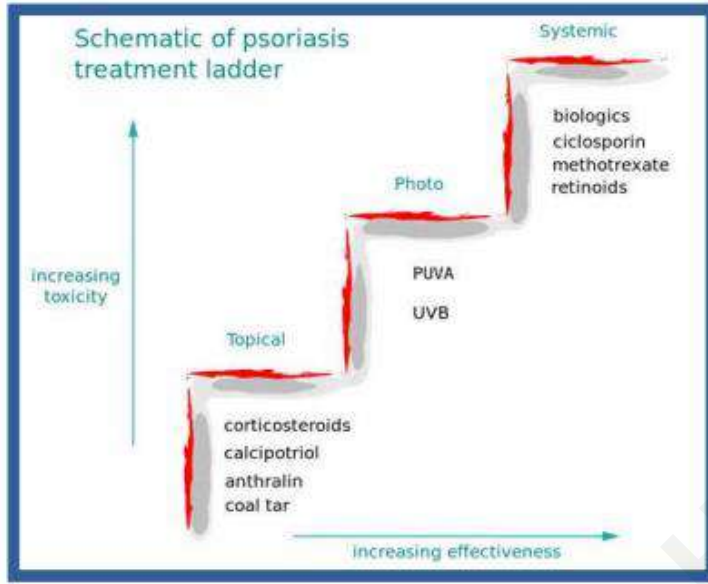 Schematic of psoriasis
treatment ladder
Systemic
biologics
ciclosporin
methotrexate
retinoids
Photo
PUVA
UVB
increasing
toxicity
Topical
corticosteroids
calcipotriol
anthralin
coal tar
increasing effectiveness